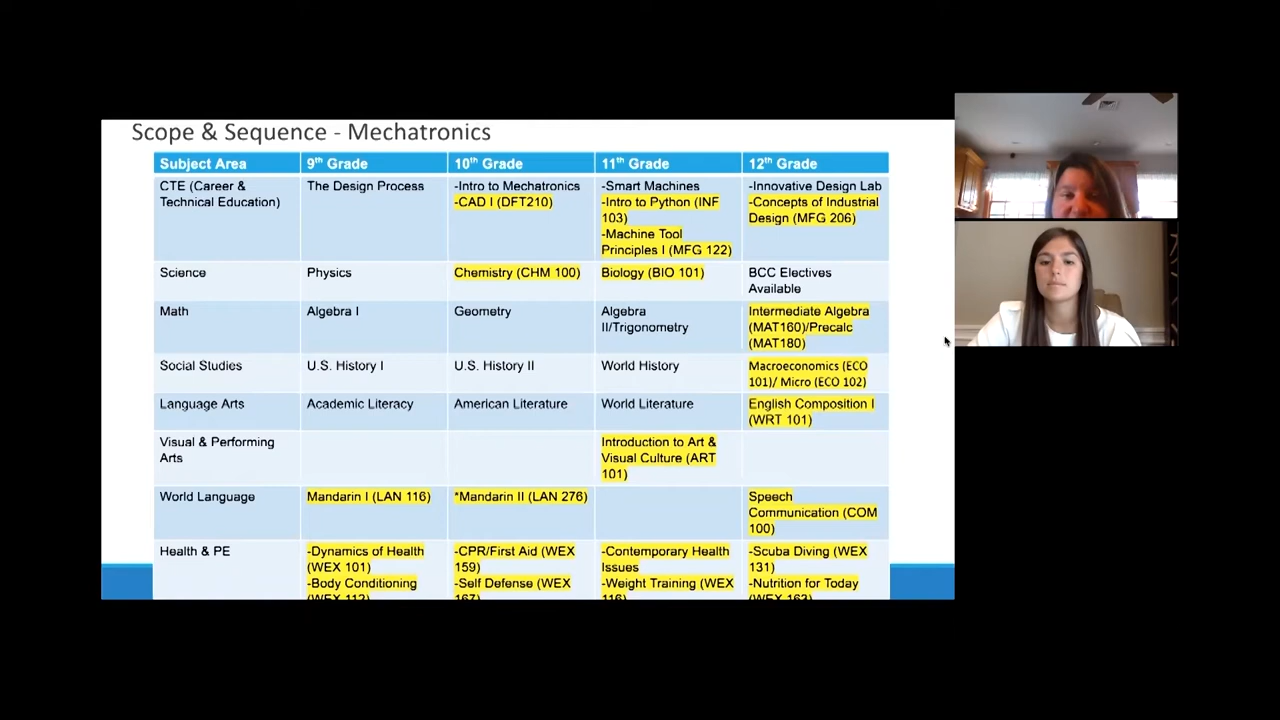 Scope & Sequence - Mechatronics
Subject Area
9th Grade
10th Grade
11th Grade
12th Grade
CTE (Career &
Technical Education)
The Design Process
-Intro to Mechatronics
-CAD I (DFT210)
-Smart Machines
-Intro to Python (INF
103)
-Machine Tool
Principles I (MFG 122)
-Innovative Design Lab
-Concepts of Industrial
Design (MFG 206)
Science
Physics
Chemistry (CHM 100)
Biology (BIO 101)
BCC Electives
Available
Math
Algebra I
Geometry
Algebra
II/Trigonometry
Intermediate Algebra
(MAT160)/Precalc
(MAT180)
Social Studies
U.S. History I
U.S. History II
World History
Macroeconomics (ECO
101)/ Micro (ECO 102)
Language Arts
Academic Literacy
American Literature
World Literature
English Composition I
(WRT 101)
Visual & Performing
Arts
Introduction to Art &
Visual Culture (ART
101)
World Language
Mandarin I (LAN 116)
*Mandarin II (LAN 276)
Speech
Communication (COM
100)
Health & PE
-Dynamics of Health
(WEX 101)
-Body Conditioning
(WEX 112)
-CPR/First Aid (WEX
159)
-Self Defense (WEX
167)
-Contemporary Health
Issues
-Weight Training (WEX
116)
-Scuba Diving (WEX
131)
-Nutrition for Today
(WEX 163)